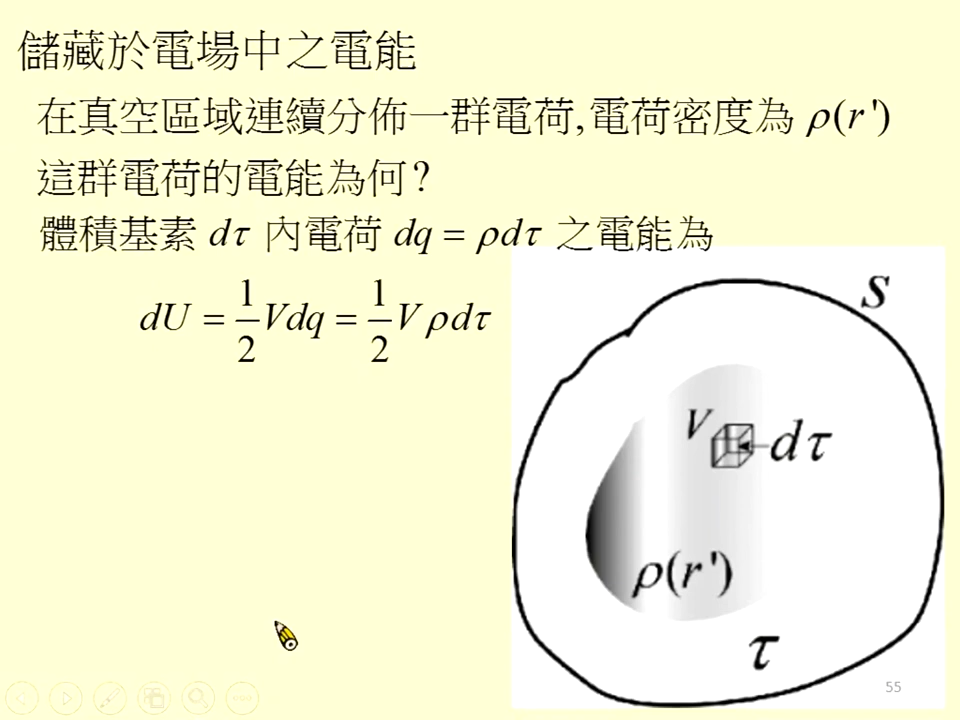 儲藏於電場中之電能
在真空區域連續分佈一群電荷,電荷密度為 ρ(r')
這群電荷的電能為何?
體積基素 dτ 內電荷 dq = ρdτ 之電能為
dU = 1/2 Vdq = 1/2 Vρdτ
S
V dτ
ρ(r')
τ
55